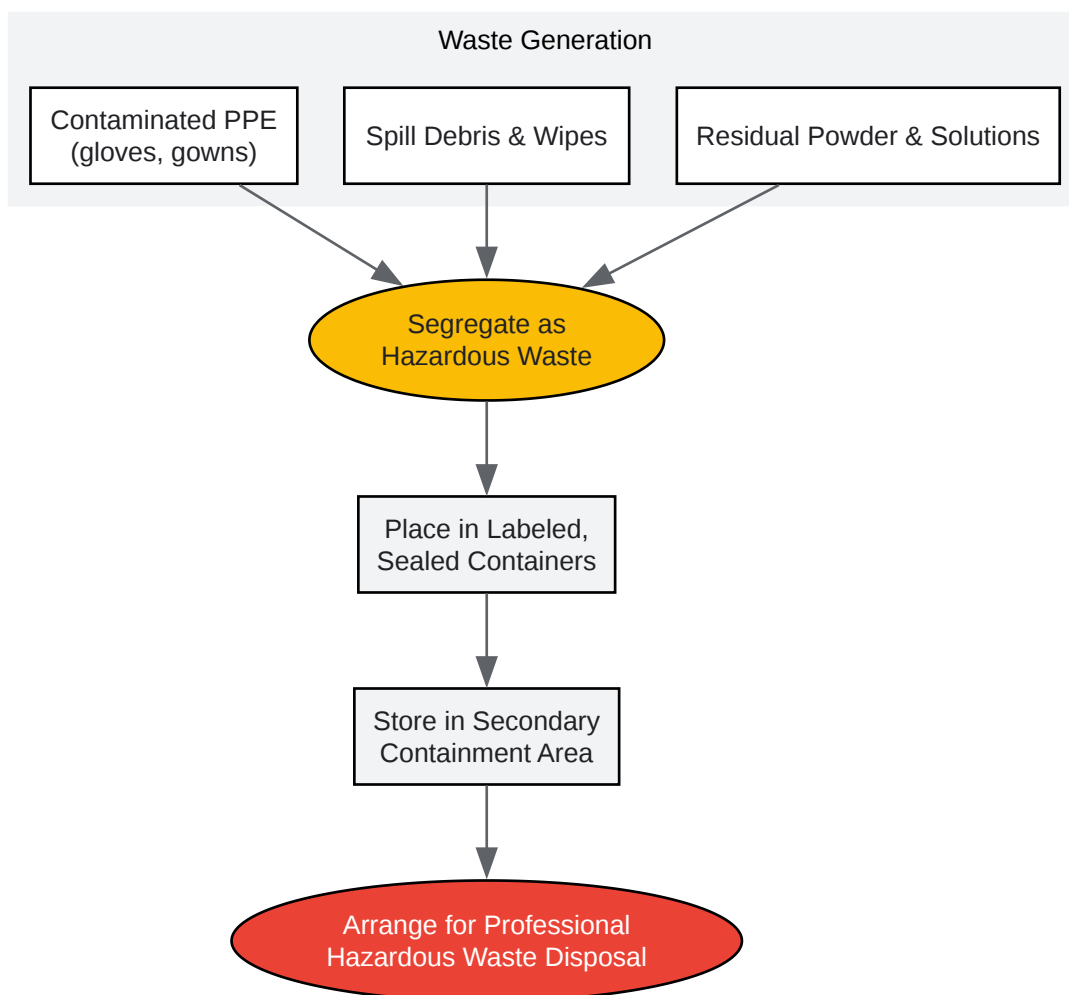 Waste Generation
Contaminated PPE
(gloves, gowns)
Spill Debris & Wipes
Residual Powder & Solutions
Segregate as
Hazardous Waste
Place in Labeled,
Sealed Containers
Store in Secondary
Containment Area
Arrange for Professional
Hazardous Waste Disposal